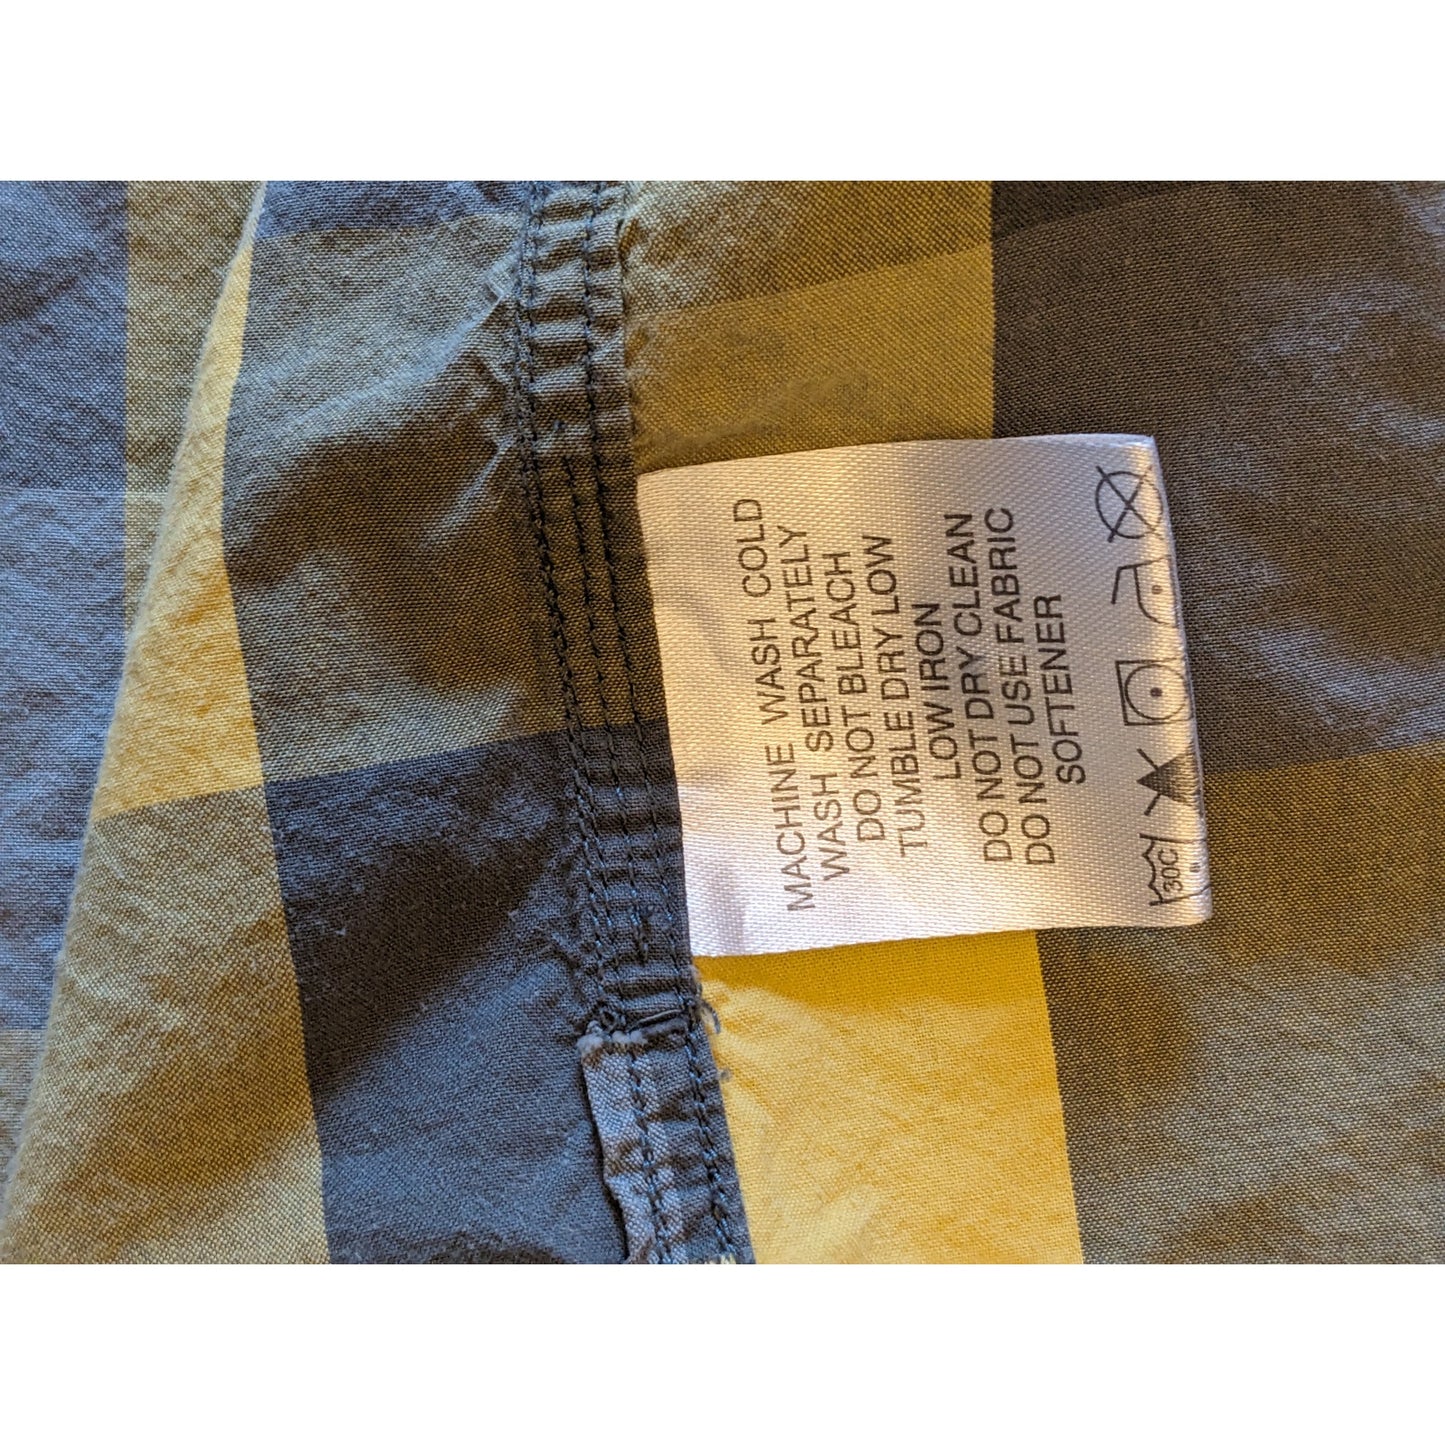 MACHINE WASH COLD
WASH SEPARATELY
DO NOT BLEACH
TUMBLE DRY LOW
LOW IRON
DO NOT DRY CLEAN
DO NOT USE FABRIC
SOFTENER
30C